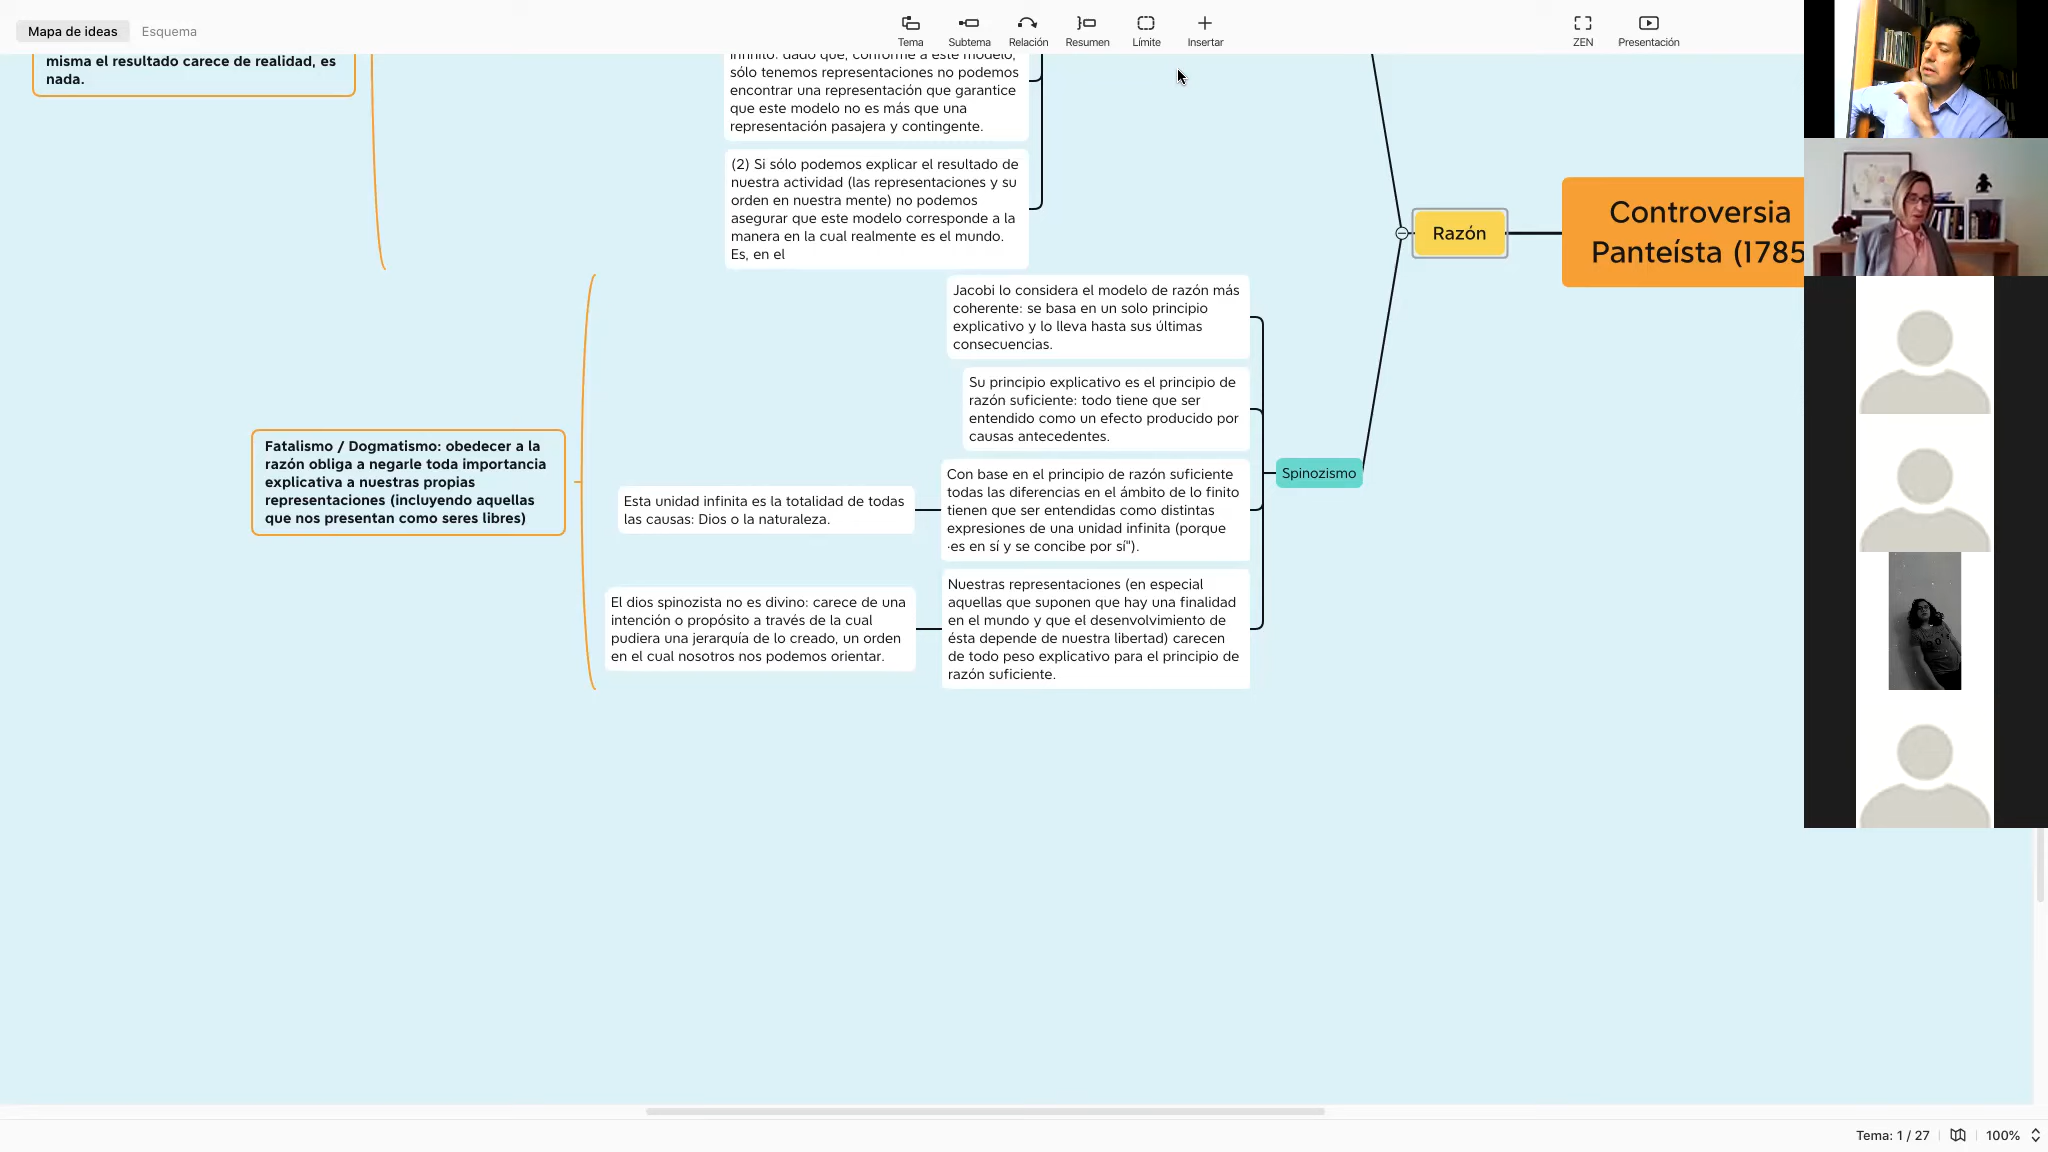 Mapa de ideas
Esquema
Tema
Subtema
Relación
Resumen
Límite
Insertar
ZEN
Presentación
misma el resultado carece de realidad, es
nada.
infinito: dado que, conforme a este modelo,
sólo tenemos representaciones no podemos
encontrar una representación que garantice
que este modelo no es más que una
representación pasajera y contingente.
(2) Si sólo podemos explicar el resultado de
nuestra actividad (las representaciones y su
orden en nuestra mente) no podemos
asegurar que este modelo corresponde a la
manera en la cual realmente es el mundo.
Es, en el
Razón
Controversia
Panteísta (1785
Jacobi lo considera el modelo de razón más
coherente: se basa en un solo principio
explicativo y lo lleva hasta sus últimas
consecuencias.
Su principio explicativo es el principio de
razón suficiente: todo tiene que ser
entendido como un efecto producido por
causas antecedentes.
Spinozismo
Con base en el principio de razón suficiente
todas las diferencias en el ámbito de lo finito
tienen que ser entendidas como distintas
expresiones de una unidad infinita (porque
·es en sí y se concibe por sí").
Esta unidad infinita es la totalidad de todas
las causas: Dios o la naturaleza.
Fatalismo / Dogmatismo: obedecer a la
razón obliga a negarle toda importancia
explicativa a nuestras propias
representaciones (incluyendo aquellas
que nos presentan como seres libres)
Nuestras representaciones (en especial
aquellas que suponen que hay una finalidad
en el mundo y que el desenvolvimiento de
ésta depende de nuestra libertad) carecen
de todo peso explicativo para el principio de
razón suficiente.
El dios spinozista no es divino: carece de una
intención o propósito a través de la cual
pudiera una jerarquía de lo creado, un orden
en el cual nosotros nos podemos orientar.
Tema: 1 / 27
100%